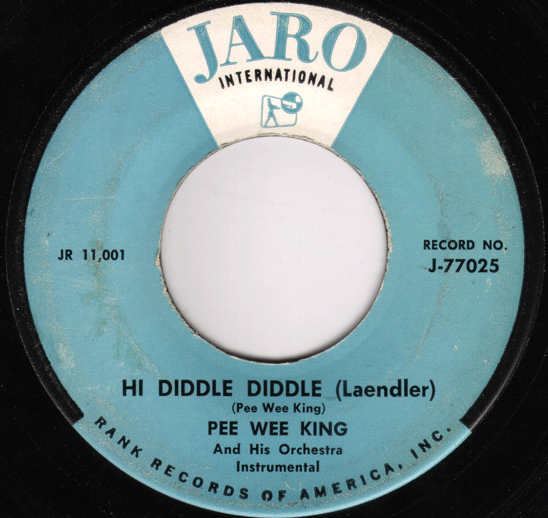 JARO
INTERNATIONAL
JR 11,001
RECORD NO.
J-77025
HI DIDDLE DIDDLE (Laendler)
(Pee Wee King)
PEE WEE KING
And His Orchestra
Instrumental
RANK RECORDS OF AMERICA, INC.